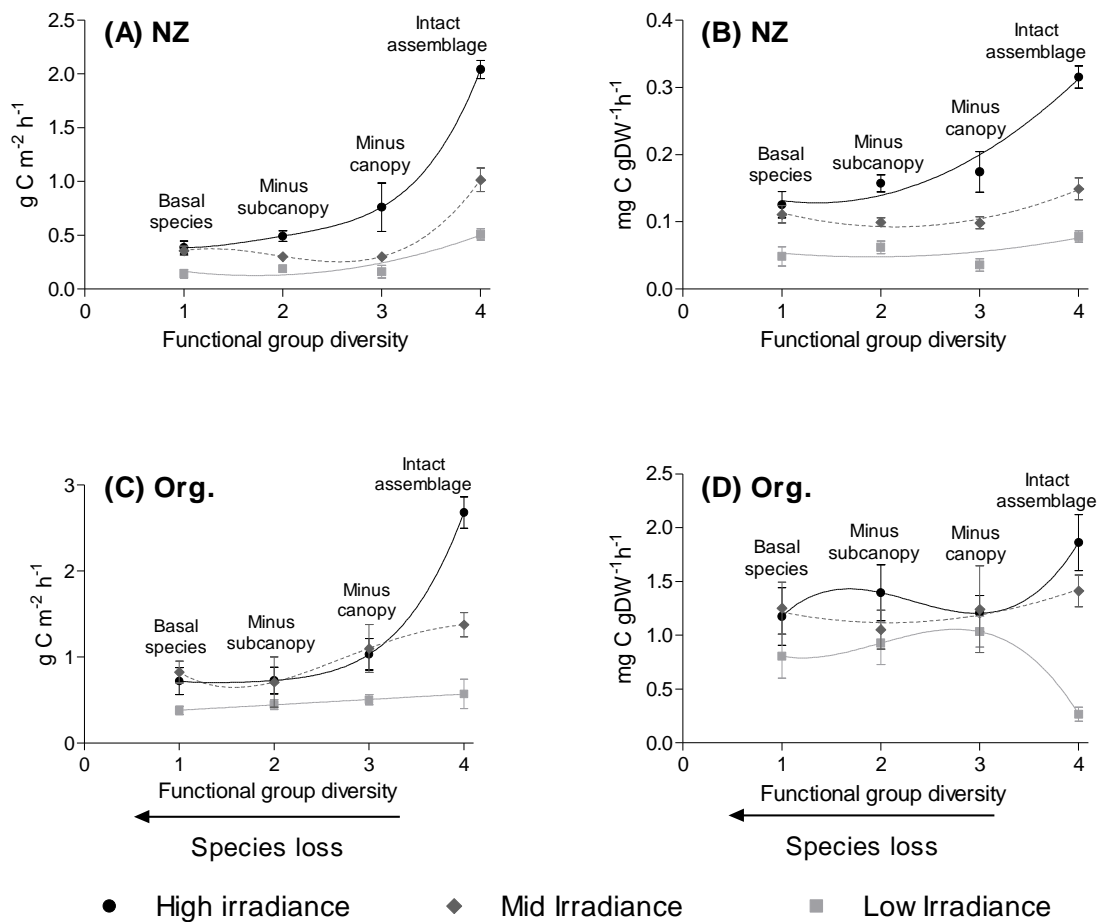 (A) NZ
Intact
assemblage
Minus
canopy
Minus
subcanopy
Basal
species
g C m⁻² h⁻¹
2.5
2.0
1.5
1.0
0.5
0.0
0 1 2 3 4
Functional group diversity
(B) NZ
Intact
assemblage
Minus
canopy
Minus
subcanopy
Basal
species
mg C gDW⁻¹h⁻¹
0.4
0.3
0.2
0.1
0.0
0 1 2 3 4
Functional group diversity
(C) Org.
Intact
assemblage
Minus
canopy
Minus
subcanopy
Basal
species
g C m⁻² h⁻¹
3
2
1
0
0 1 2 3 4
Functional group diversity
Species loss
(D) Org.
Intact
assemblage
Minus
canopy
Minus
subcanopy
Basal
species
mg C gDW⁻¹h⁻¹
2.5
2.0
1.5
1.0
0.5
0.0
0 1 2 3 4
Functional group diversity
Species loss
High irradiance Mid Irradiance Low Irradiance